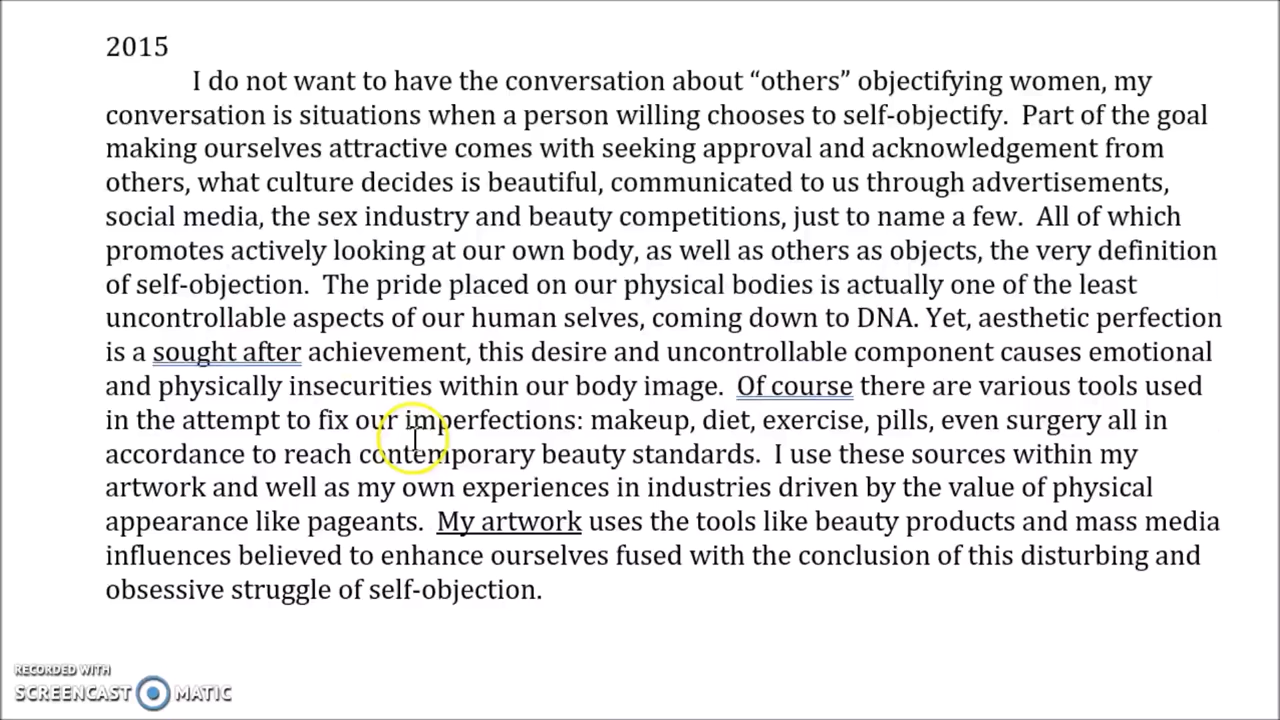 2015
I do not want to have the conversation about “others” objectifying women, my
conversation is situations when a person willing chooses to self-objectify.  Part of the goal
making ourselves attractive comes with seeking approval and acknowledgement from
others, what culture decides is beautiful, communicated to us through advertisements,
social media, the sex industry and beauty competitions, just to name a few.  All of which
promotes actively looking at our own body, as well as others as objects, the very definition
of self-objection.  The pride placed on our physical bodies is actually one of the least
uncontrollable aspects of our human selves, coming down to DNA. Yet, aesthetic perfection
is a sought after achievement, this desire and uncontrollable component causes emotional
and physically insecurities within our body image.  Of course there are various tools used
in the attempt to fix our imperfections: makeup, diet, exercise, pills, even surgery all in
accordance to reach contemporary beauty standards.  I use these sources within my
artwork and well as my own experiences in industries driven by the value of physical
appearance like pageants.  My artwork uses the tools like beauty products and mass media
influences believed to enhance ourselves fused with the conclusion of this disturbing and
obsessive struggle of self-objection.
RECORDED WITH
SCREENCAST MATIC